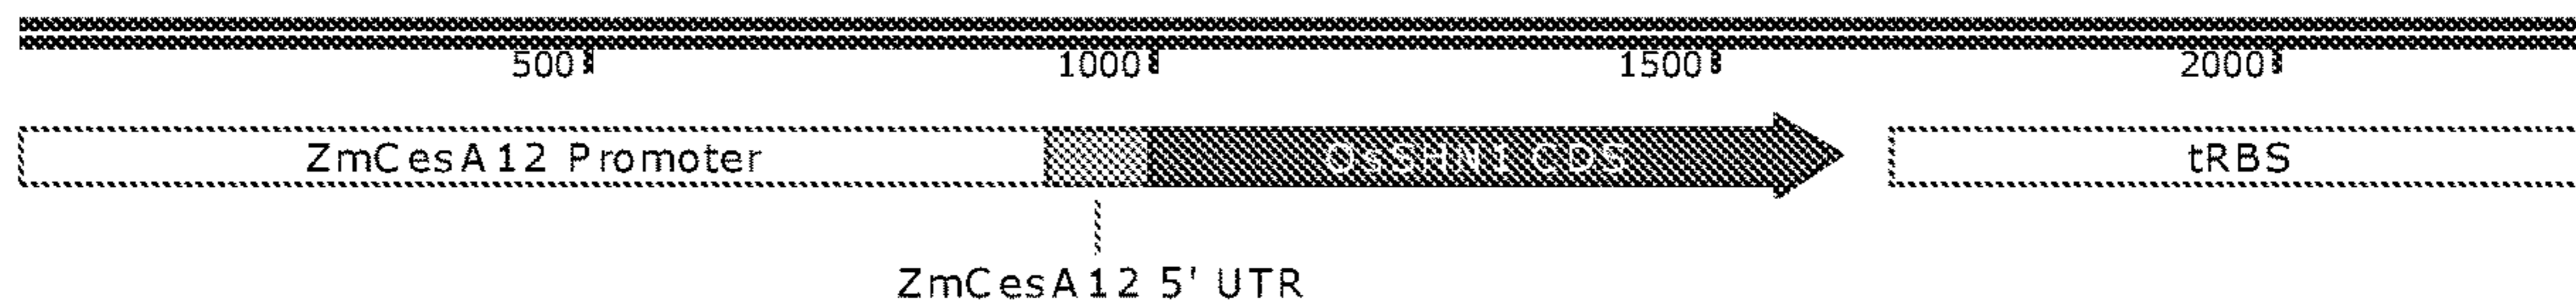 500 1000 1500 2000
ZmCesA12 Promoter OsSHN1 CDS tRBS
ZmCesA12 5' UTR